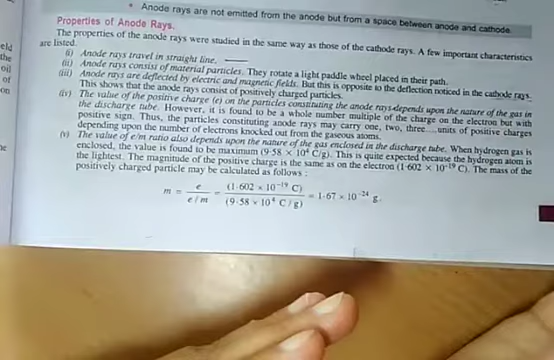 * Anode rays are not emitted from the anode but from a space between anode and cathode.
Properties of Anode Rays.
The properties of the anode rays were studied in the same way as those of the cathode rays. A few important characteristics
are listed.
(i) Anode rays travel in straight line.
(ii) Anode rays consist of material particles. They rotate a light paddle wheel placed in their path.
(iii) Anode rays are deflected by electric and magnetic fields. But this is opposite to the deflection noticed in the cathode rays.
This shows that the anode rays consist of positively charged particles.
(iv) The value of the positive charge (e) on the particles constituting the anode rays depends upon the nature of the gas in
the discharge tube. However, it is found to be a whole number multiple of the charge on the electron but with
positive sign. Thus, the particles constituting anode rays may carry one, two, three.... units of positive charges
depending upon the number of electrons knocked out from the gaseous atoms.
(v) The value of e/m ratio also depends upon the nature of the gas enclosed in the discharge tube. When hydrogen gas is
enclosed, the value is found to be maximum (9·58 × 10⁴ C/g). This is quite expected because the hydrogen atom is
the lightest. The magnitude of the positive charge is the same as on the electron (1·602 × 10⁻¹⁹ C). The mass of the
positively charged particle may be calculated as follows :
m = e / (e/m) = (1·602 × 10⁻¹⁹ C) / (9·58 × 10⁴ C/g) = 1·67 × 10⁻²⁴ g.
eld
the
oil
of
on